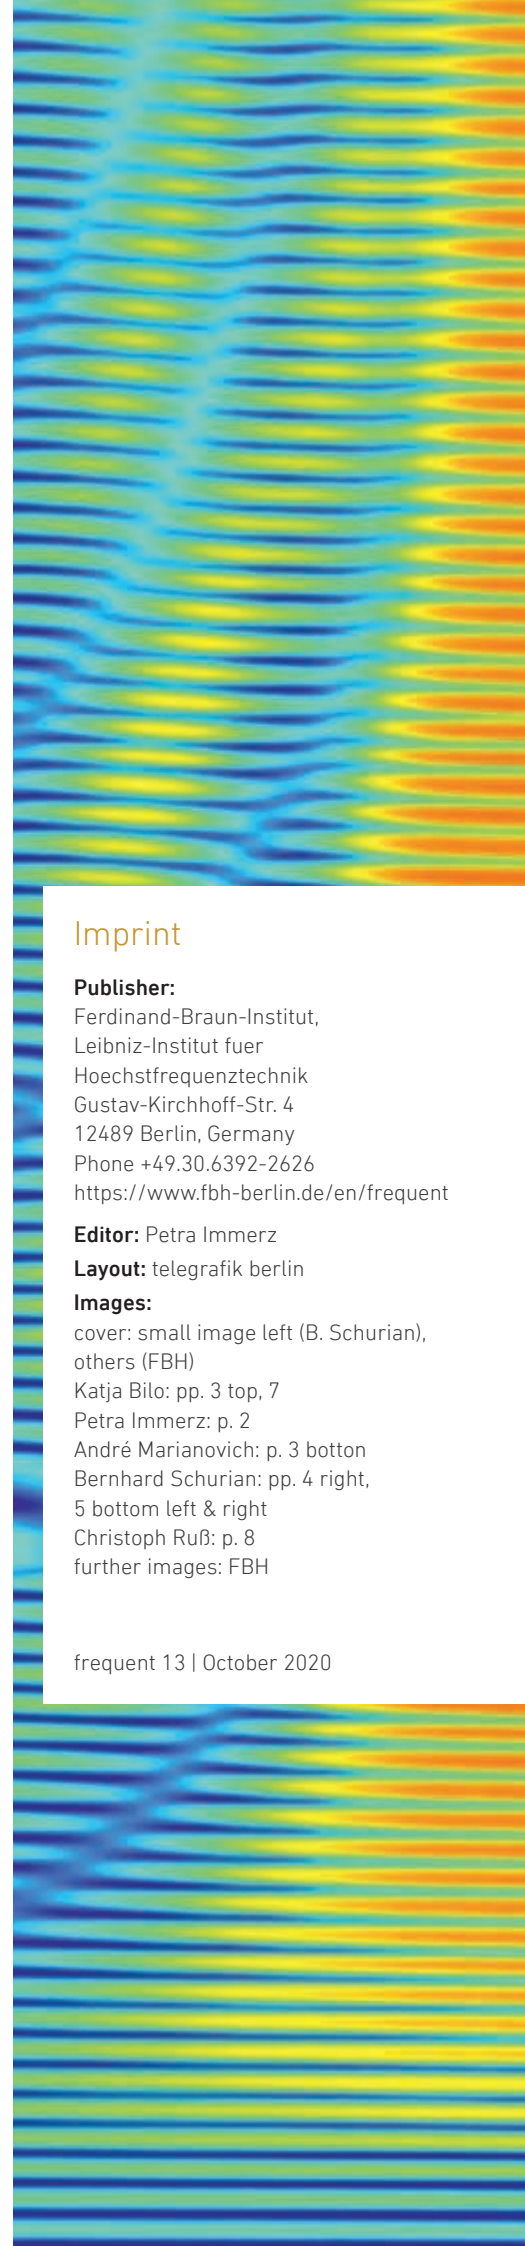 Imprint
Publisher:
Ferdinand-Braun-Institut,
Leibniz-Institut fuer
Hoechstfrequenztechnik
Gustav-Kirchhoff-Str. 4
12489 Berlin, Germany
Phone +49.30.6392-2626
https://www.fbh-berlin.de/en/frequent
Editor: Petra Immerz
Layout: telegrafik berlin
Images:
cover: small image left (B. Schurian),
others (FBH)
Katja Bilo: pp. 3 top, 7
Petra Immerz: p. 2
André Marianovich: p. 3 botton
Bernhard Schurian: pp. 4 right,
5 bottom left & right
Christoph Ruß: p. 8
further images: FBH
frequent 13 | October 2020